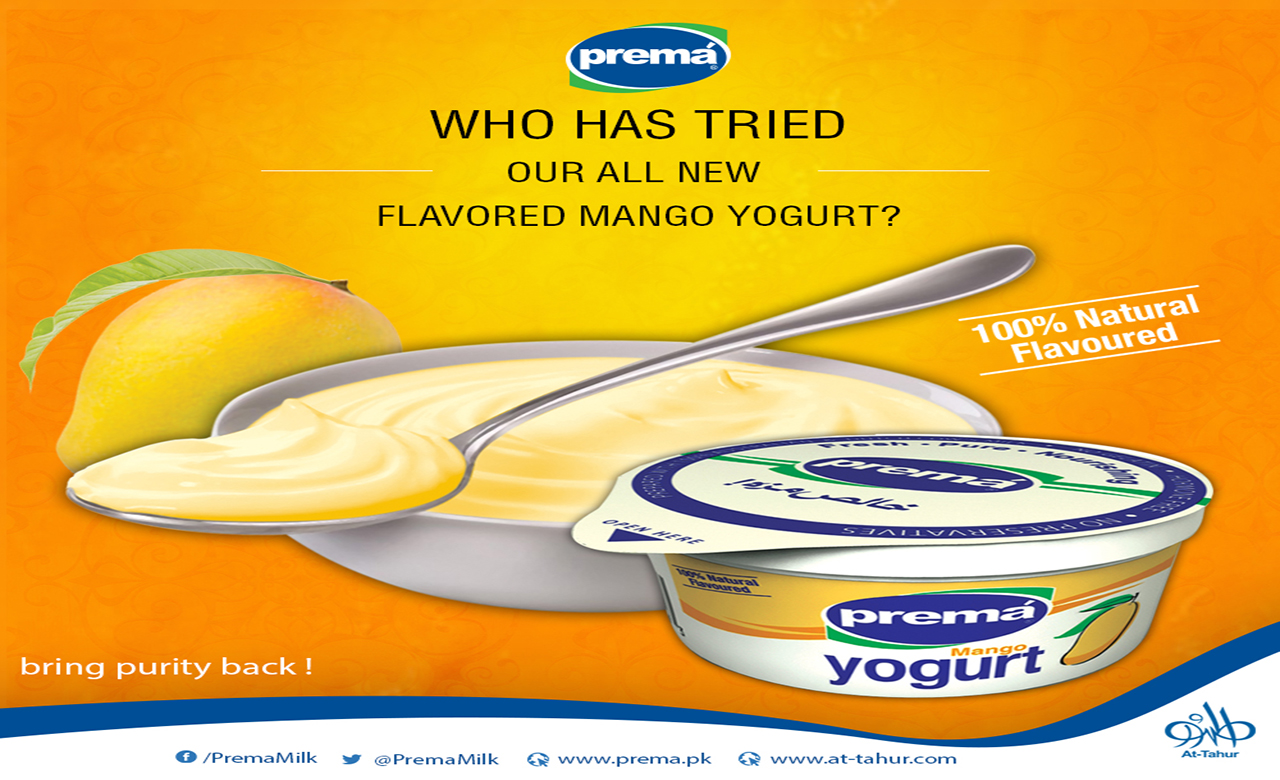 premá
WHO HAS TRIED
OUR ALL NEW
FLAVORED MANGO YOGURT?
100% Natural
Flavoured
Fresh • Pure • Nourishing
premá
خالص مزہ!
NO PRESERVATIVES
OPEN HERE
100% Natural
Flavoured
premá
Mango
yogurt
bring purity back !
/PremaMilk
@PremaMilk
www.prema.pk
www.at-tahur.com
At-Tahur